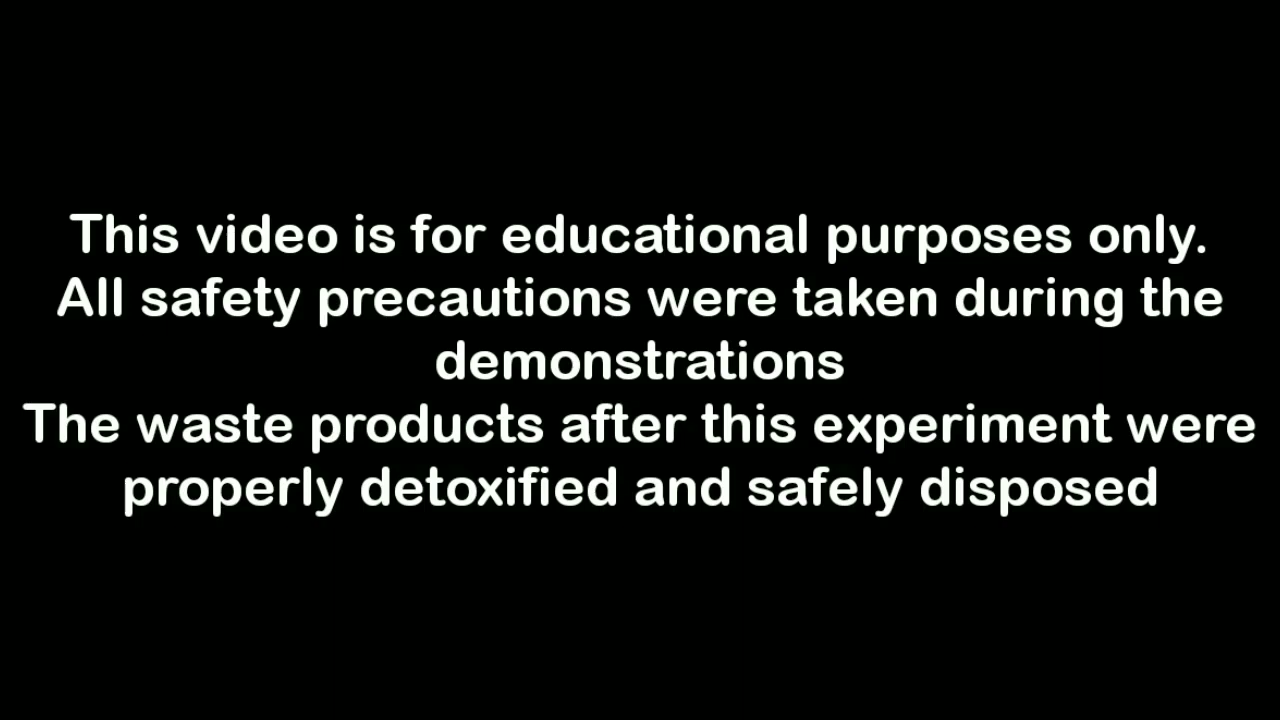 This video is for educational purposes only.
All safety precautions were taken during the
demonstrations
The waste products after this experiment were
properly detoxified and safely disposed